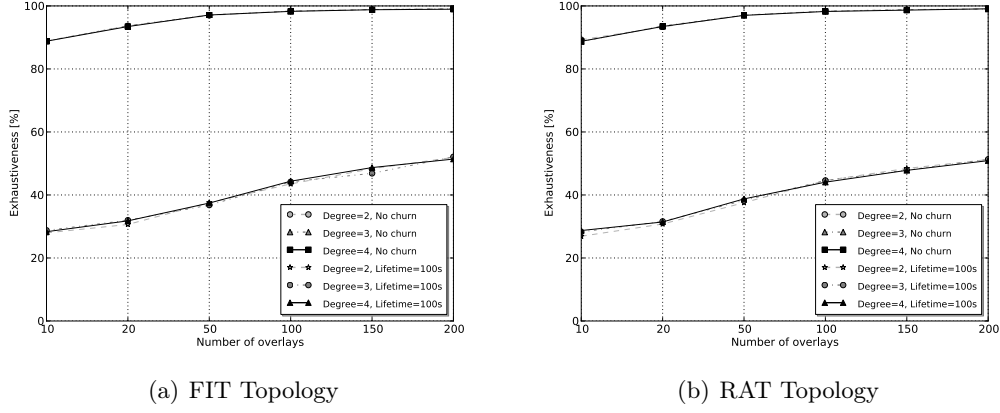 100
80
60
40
20
0
Exhaustiveness [%]
Degree=2, No churn
Degree=3, No churn
Degree=4, No churn
Degree=2, Lifetime=100s
Degree=3, Lifetime=100s
Degree=4, Lifetime=100s
10 20 50 100 150 200
Number of overlays
(a) FIT Topology
100
80
60
40
20
0
Exhaustiveness [%]
Degree=2, No churn
Degree=3, No churn
Degree=4, No churn
Degree=2, Lifetime=100s
Degree=3, Lifetime=100s
Degree=4, Lifetime=100s
10 20 50 100 150 200
Number of overlays
(b) RAT Topology